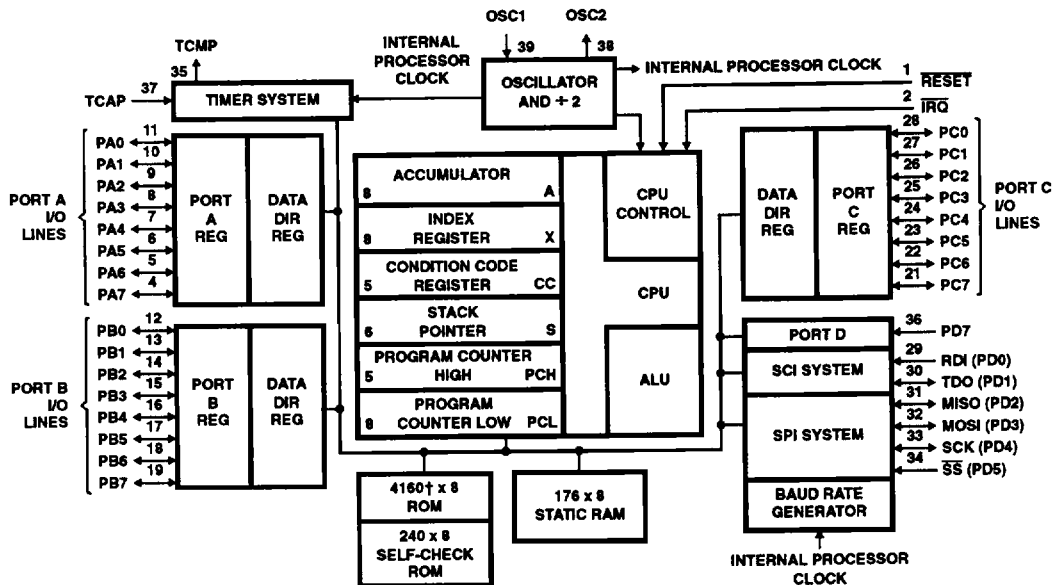 OSC1
OSC2
TCMP
INTERNAL
PROCESSOR
CLOCK
39
38
35
37
TCAP
TIMER SYSTEM
OSCILLATOR
AND ÷ 2
INTERNAL PROCESSOR CLOCK
1
RESET
2
IRQ
PORT A
I/O
LINES
PA0
11
PA1
10
PA2
9
PA3
8
PA4
7
PA5
6
PA6
5
PA7
4
PORT
A
REG
DATA
DIR
REG
PORT B
I/O
LINES
PB0
12
PB1
13
PB2
14
PB3
15
PB4
16
PB5
17
PB6
18
PB7
19
PORT
B
REG
DATA
DIR
REG
ACCUMULATOR
8 A
INDEX
REGISTER
8 X
CONDITION CODE
REGISTER
5 CC
STACK
POINTER
6 S
PROGRAM COUNTER
HIGH
5 PCH
PROGRAM
COUNTER LOW
8 PCL
CPU
CONTROL
CPU
ALU
4160† x 8
ROM
240 x 8
SELF-CHECK
ROM
176 x 8
STATIC RAM
DATA
DIR
REG
PORT
C
REG
28
PC0
27
PC1
26
PC2
25
PC3
24
PC4
23
PC5
22
PC6
21
PC7
PORT C
I/O
LINES
PORT D
36
PD7
SCI SYSTEM
29
RDI (PD0)
30
TDO (PD1)
SPI SYSTEM
31
MISO (PD2)
32
MOSI (PD3)
33
SCK (PD4)
34
SS (PD5)
BAUD RATE
GENERATOR
INTERNAL PROCESSOR
CLOCK